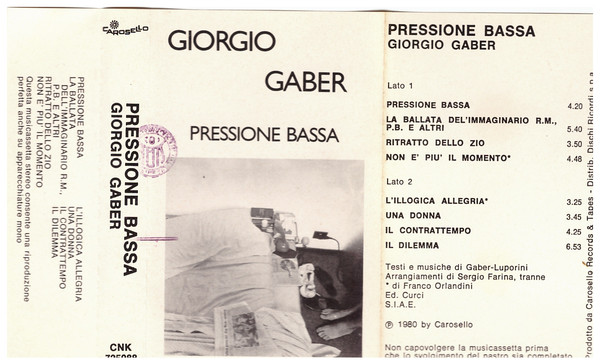 PRESSIONE BASSA
LA BALLATA
DELL'IMMAGINARIO R.M.,
P.B. E ALTRI
RITRATTO DELLO ZIO
NON E' PIU' IL MOMENTO
L'ILLOGICA ALLEGRIA
UNA DONNA
IL CONTRATTEMPO
IL DILEMMA
Questa musicassetta stereo consente una riproduzione
perfetta anche su apparecchiature mono
CAROSELLO
PRESSIONE BASSA
GIORGIO GABER
CNK
GIORGIO
GABER
PRESSIONE BASSA
PRESSIONE BASSA
GIORGIO GABER
Lato 1
PRESSIONE BASSA 4.20
LA BALLATA DEL'IMMAGINARIO R.M.,
P.B. E ALTRI 5.40
RITRATTO DELLO ZIO 3.50
NON E' PIU' IL MOMENTO* 4.48
Lato 2
L'ILLOGICA ALLEGRIA* 3.25
UNA DONNA 3.45
IL CONTRATTEMPO 4.25
IL DILEMMA 6.53
Testi e musiche di Gaber-Luporini
Arrangiamenti di Sergio Farina, tranne
* di Franco Orlandini
Ed. Curci
S.I.A.E.
℗ 1980 by Carosello
Non capovolgere la musicassetta prima
che lo svolgimento del nastro sia completato
Prodotto da Carosello Records & Tapes - Distrib. Dischi Ricordi s.p.a.